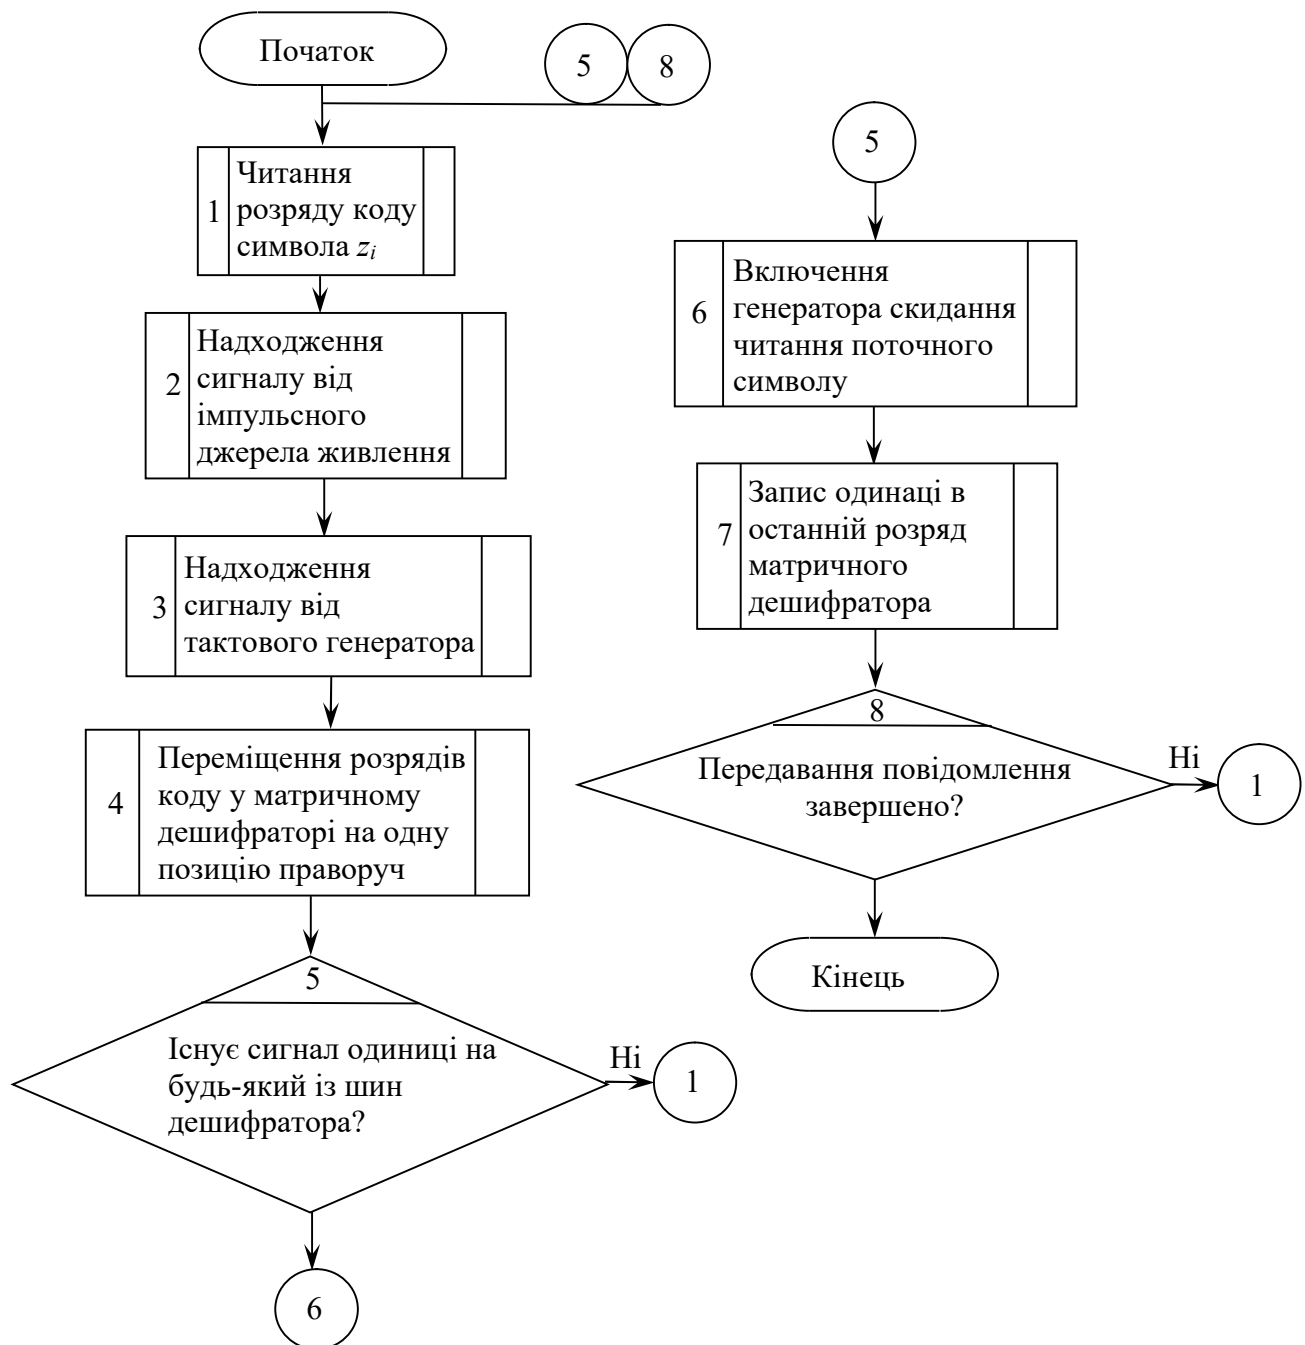 Початок
5
8
1
Читання
розряду коду
символа zi
2
Надходження
сигналу від
імпульсного
джерела живлення
3
Надходження
сигналу від
тактового генератора
4
Переміщення розрядів
коду у матричному
дешифраторі на одну
позицію праворуч
5
Існує сигнал одиниці на
будь-який із шин
дешифратора?
Ні
1
6
5
6
Включення
генератора скидання
читання поточного
символу
7
Запис одинаці в
останній розряд
матричного
дешифратора
8
Передавання повідомлення
завершено?
Ні
1
Кінець